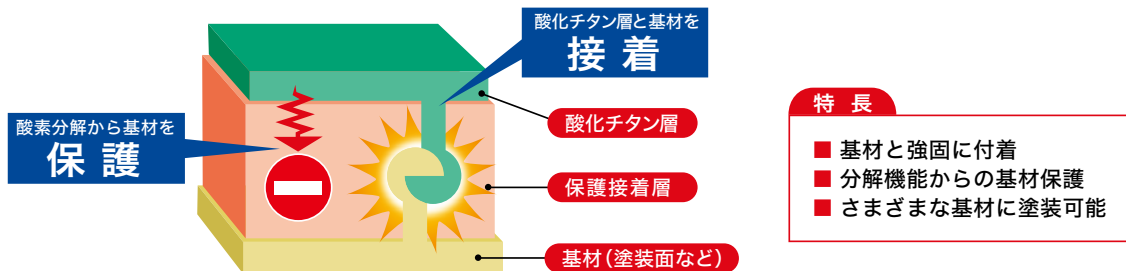 酸化チタン層と基材を
接着
酸素分解から基材を
保護
酸化チタン層
保護接着層
基材(塗装面など)
特長
■ 基材と強固に付着
■ 分解機能からの基材保護
■ さまざまな基材に塗装可能